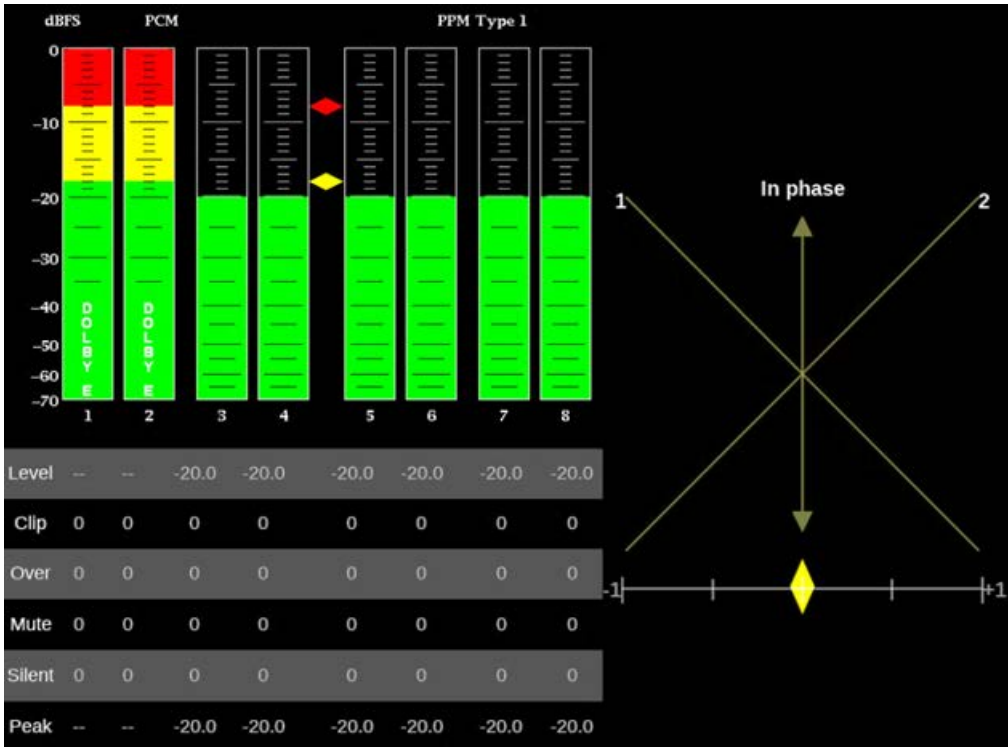 dBFS PCM PPM Type 1
0
-10
-20
-30
-40
-50
-60
-70
DOLBY E
DOLBY E
1 2 3 4 5 6 7 8
Level -- -- -20.0 -20.0 -20.0 -20.0 -20.0 -20.0
Clip 0 0 0 0 0 0 0 0
Over 0 0 0 0 0 0 0 0
Mute 0 0 0 0 0 0 0 0
Silent 0 0 0 0 0 0 0 0
Peak -- -- -20.0 -20.0 -20.0 -20.0 -20.0 -20.0
In phase
1 2
-1 +1